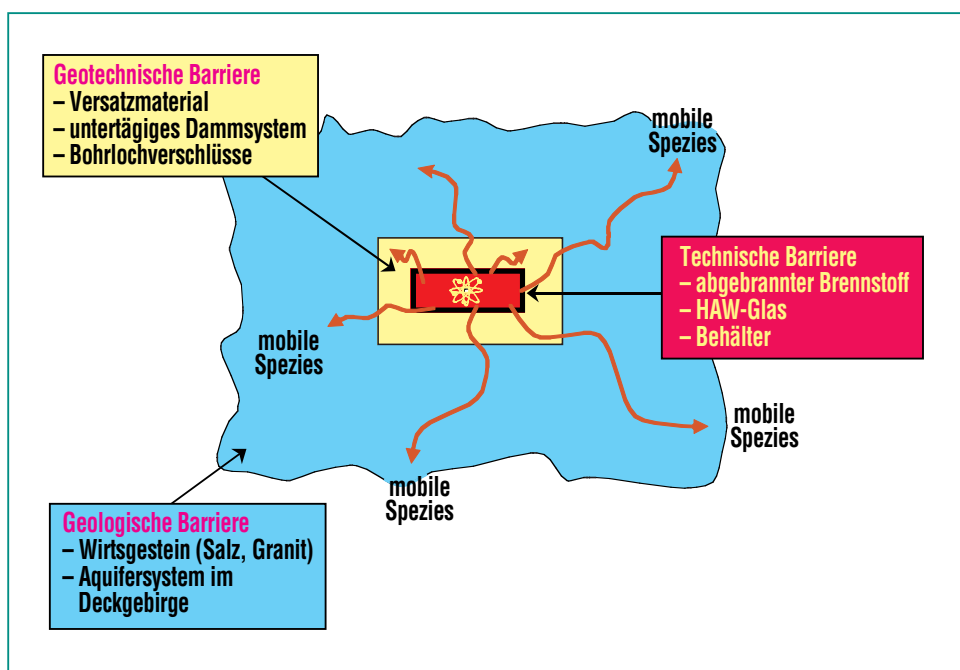 Geotechnische Barriere
– Versatzmaterial
– untertägiges Dammsystem
– Bohrlochverschlüsse
mobile
Spezies
Technische Barriere
– abgebrannter Brennstoff
– HAW-Glas
– Behälter
mobile
Spezies
mobile
Spezies
mobile
Spezies
Geologische Barriere
– Wirtsgestein (Salz, Granit)
– Aquifersystem im
Deckgebirge